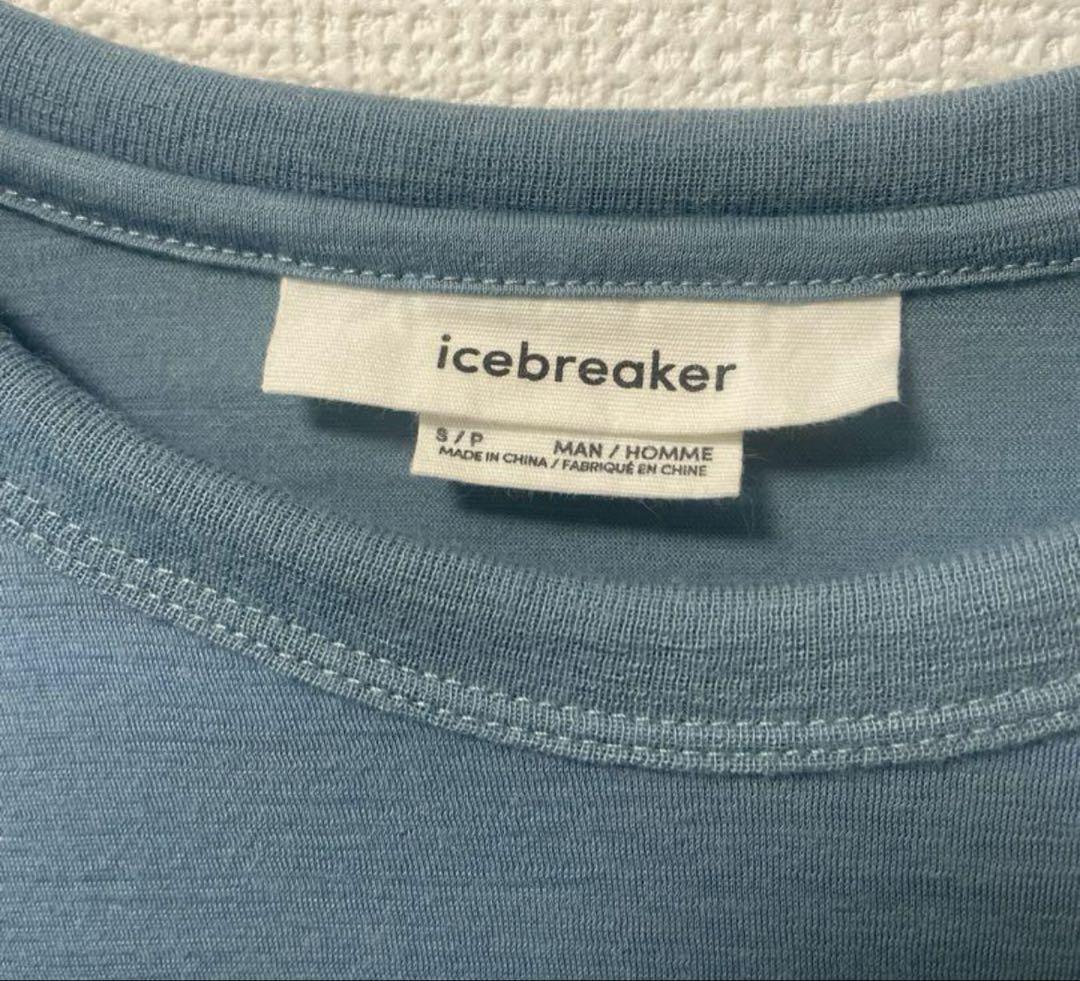 icebreaker
S / P MAN / HOMME
MADE IN CHINA / FABRIQUÉ EN CHINE